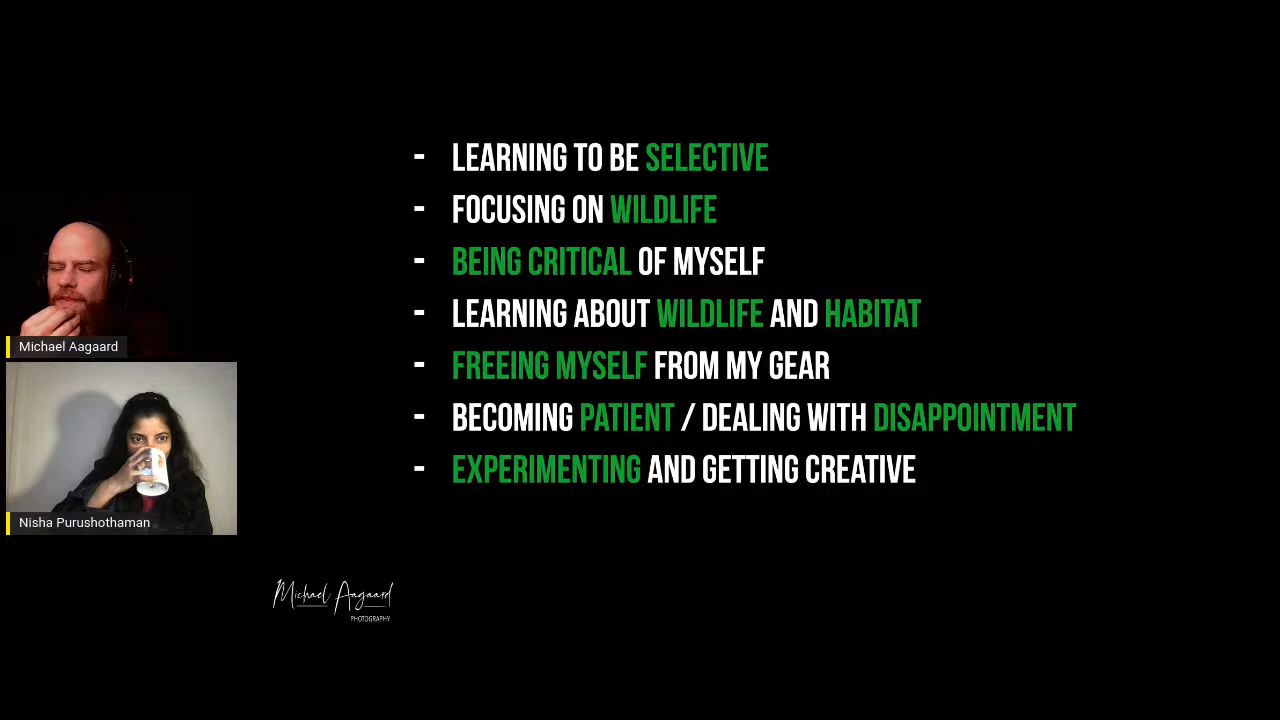 - LEARNING TO BE SELECTIVE
- FOCUSING ON WILDLIFE
- BEING CRITICAL OF MYSELF
- LEARNING ABOUT WILDLIFE AND HABITAT
- FREEING MYSELF FROM MY GEAR
- BECOMING PATIENT / DEALING WITH DISAPPOINTMENT
- EXPERIMENTING AND GETTING CREATIVE
Michael Aagaard
Nisha Purushothaman
Michael Aagaard
PHOTOGRAPHY